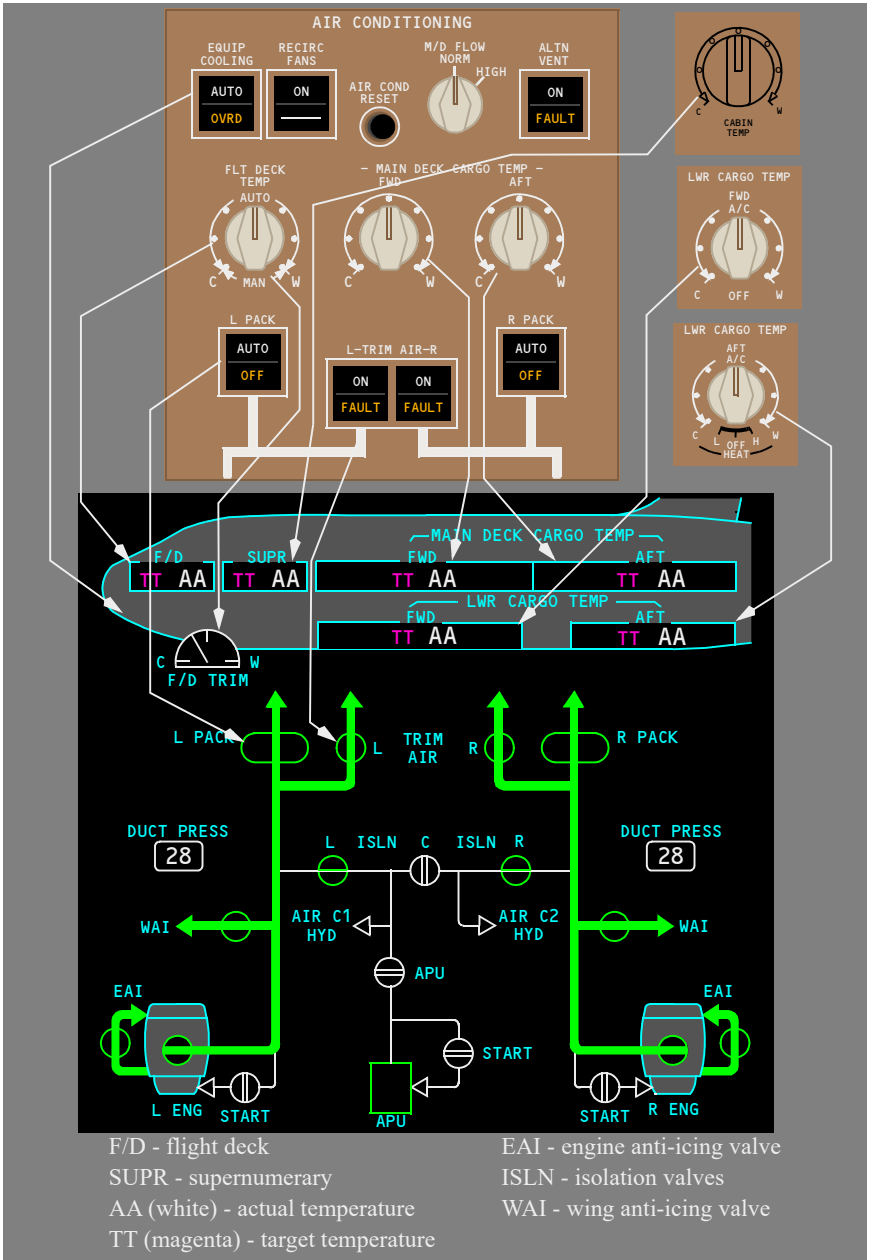 AIR CONDITIONING
EQUIP
COOLING
RECIRC
FANS
M/D FLOW
NORM
HIGH
ALTN
VENT
AUTO
OVRD
ON
AIR COND
RESET
ON
FAULT
C
W
CABIN
TEMP
FLT DECK
TEMP
AUTO
C
MAN
W
- MAIN DECK CARGO TEMP -
FWD
AFT
C
W
C
W
LWR CARGO TEMP
FWD
A/C
C
OFF
W
L PACK
AUTO
OFF
L-TRIM AIR-R
ON
FAULT
ON
FAULT
R PACK
AUTO
OFF
LWR CARGO TEMP
AFT
A/C
C
L
OFF
H
W
HEAT
MAIN DECK CARGO TEMP
F/D
SUPR
FWD
AFT
TT AA
TT AA
TT AA
TT AA
LWR CARGO TEMP
FWD
AFT
TT AA
TT AA
C
W
F/D TRIM
L PACK
L
TRIM
AIR
R
R PACK
DUCT PRESS
28
DUCT PRESS
28
L
ISLN
C
ISLN
R
WAI
AIR C1
HYD
AIR C2
HYD
WAI
APU
EAI
EAI
START
L ENG
START
APU
START
R ENG
F/D - flight deck
SUPR - supernumerary
AA (white) - actual temperature
TT (magenta) - target temperature
EAI - engine anti-icing valve
ISLN - isolation valves
WAI - wing anti-icing valve